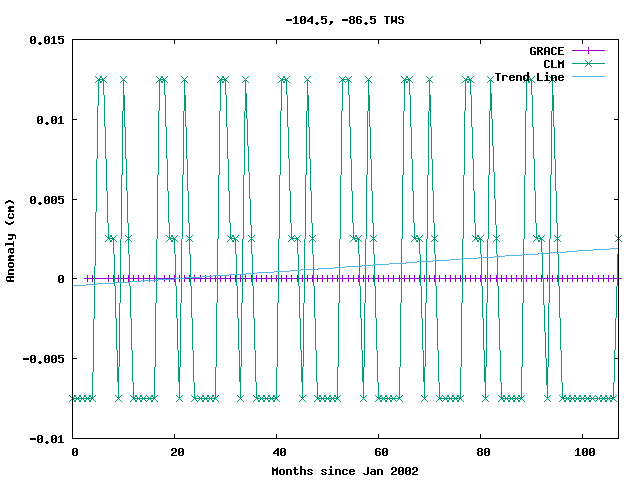 -104.5, -86.5 TWS
0.015
0.01
0.005
0
-0.005
-0.01
Anomaly (cm)
GRACE
CLM
Trend Line
0 20 40 60 80 100
Months since Jan 2002